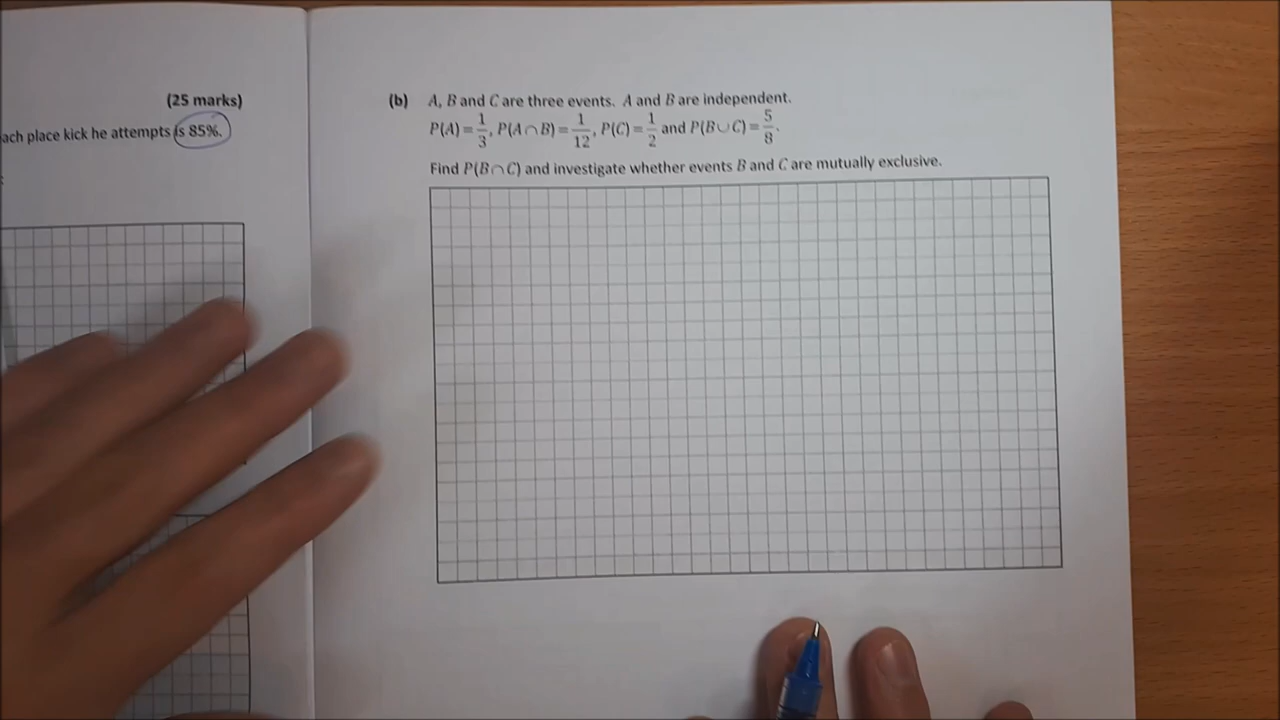 (25 marks)
ach place kick he attempts is 85%.
:
(b) A, B and C are three events. A and B are independent.
P(A) = 1/3, P(A ∩ B) = 1/12, P(C) = 1/2 and P(B ∪ C) = 5/8.
Find P(B ∩ C) and investigate whether events B and C are mutually exclusive.